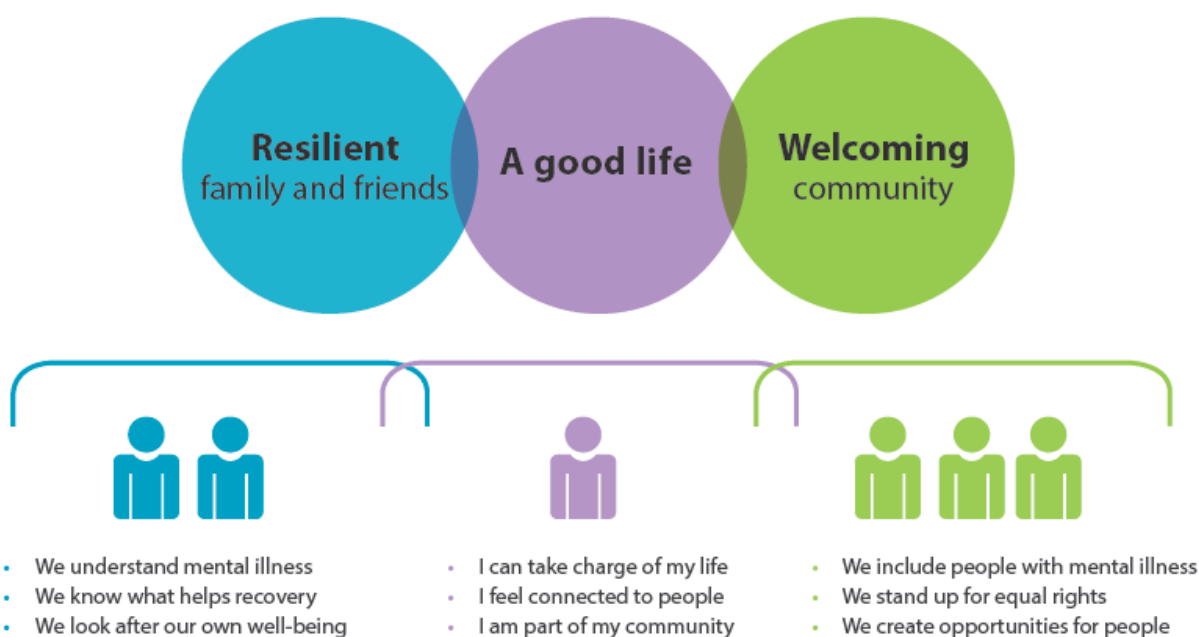 Resilient
family and friends
A good life
Welcoming
community
• We understand mental illness
• We know what helps recovery
• We look after our own well-being
• I can take charge of my life
• I feel connected to people
• I am part of my community
• We include people with mental illness
• We stand up for equal rights
• We create opportunities for people